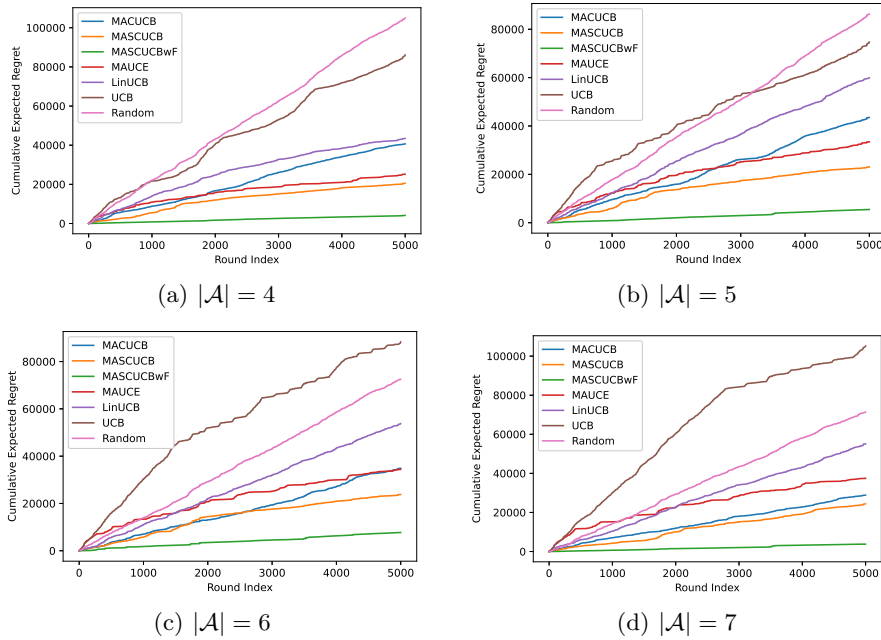 MACUCB
MASCUCB
MASCUCBwF
MAUCE
LinUCB
UCB
Random
Cumulative Expected Regret
100000
80000
60000
40000
20000
0
0 1000 2000 3000 4000 5000
Round Index
(a) |𝒜| = 4
MACUCB
MASCUCB
MASCUCBwF
MAUCE
LinUCB
UCB
Random
Cumulative Expected Regret
80000
60000
40000
20000
0
0 1000 2000 3000 4000 5000
Round Index
(b) |𝒜| = 5
MACUCB
MASCUCB
MASCUCBwF
MAUCE
LinUCB
UCB
Random
Cumulative Expected Regret
80000
60000
40000
20000
0
0 1000 2000 3000 4000 5000
Round Index
(c) |𝒜| = 6
MACUCB
MASCUCB
MASCUCBwF
MAUCE
LinUCB
UCB
Random
Cumulative Expected Regret
100000
80000
60000
40000
20000
0
0 1000 2000 3000 4000 5000
Round Index
(d) |𝒜| = 7